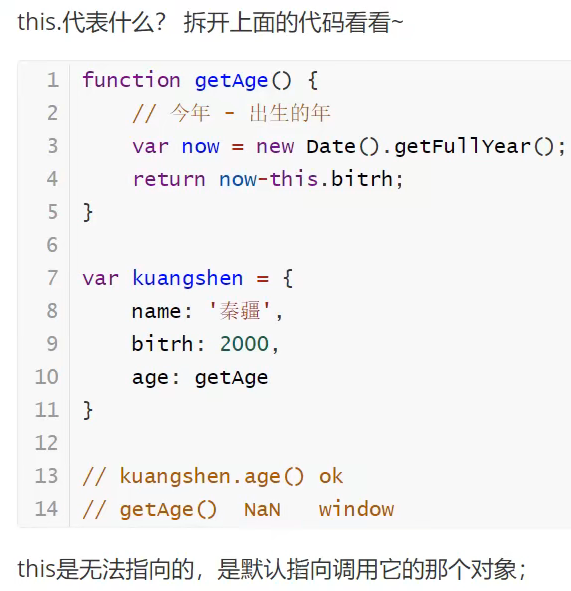 this.代表什么？ 拆开上面的代码看看~
1 function getAge() {
2 // 今年 - 出生的年
3 var now = new Date().getFullYear();
4 return now-this.bitrh;
5 }
6
7 var kuangshen = {
8 name: '秦疆',
9 bitrh: 2000,
10 age: getAge
11 }
12
13 // kuangshen.age() ok
14 // getAge() NaN window
this是无法指向的，是默认指向调用它的那个对象；